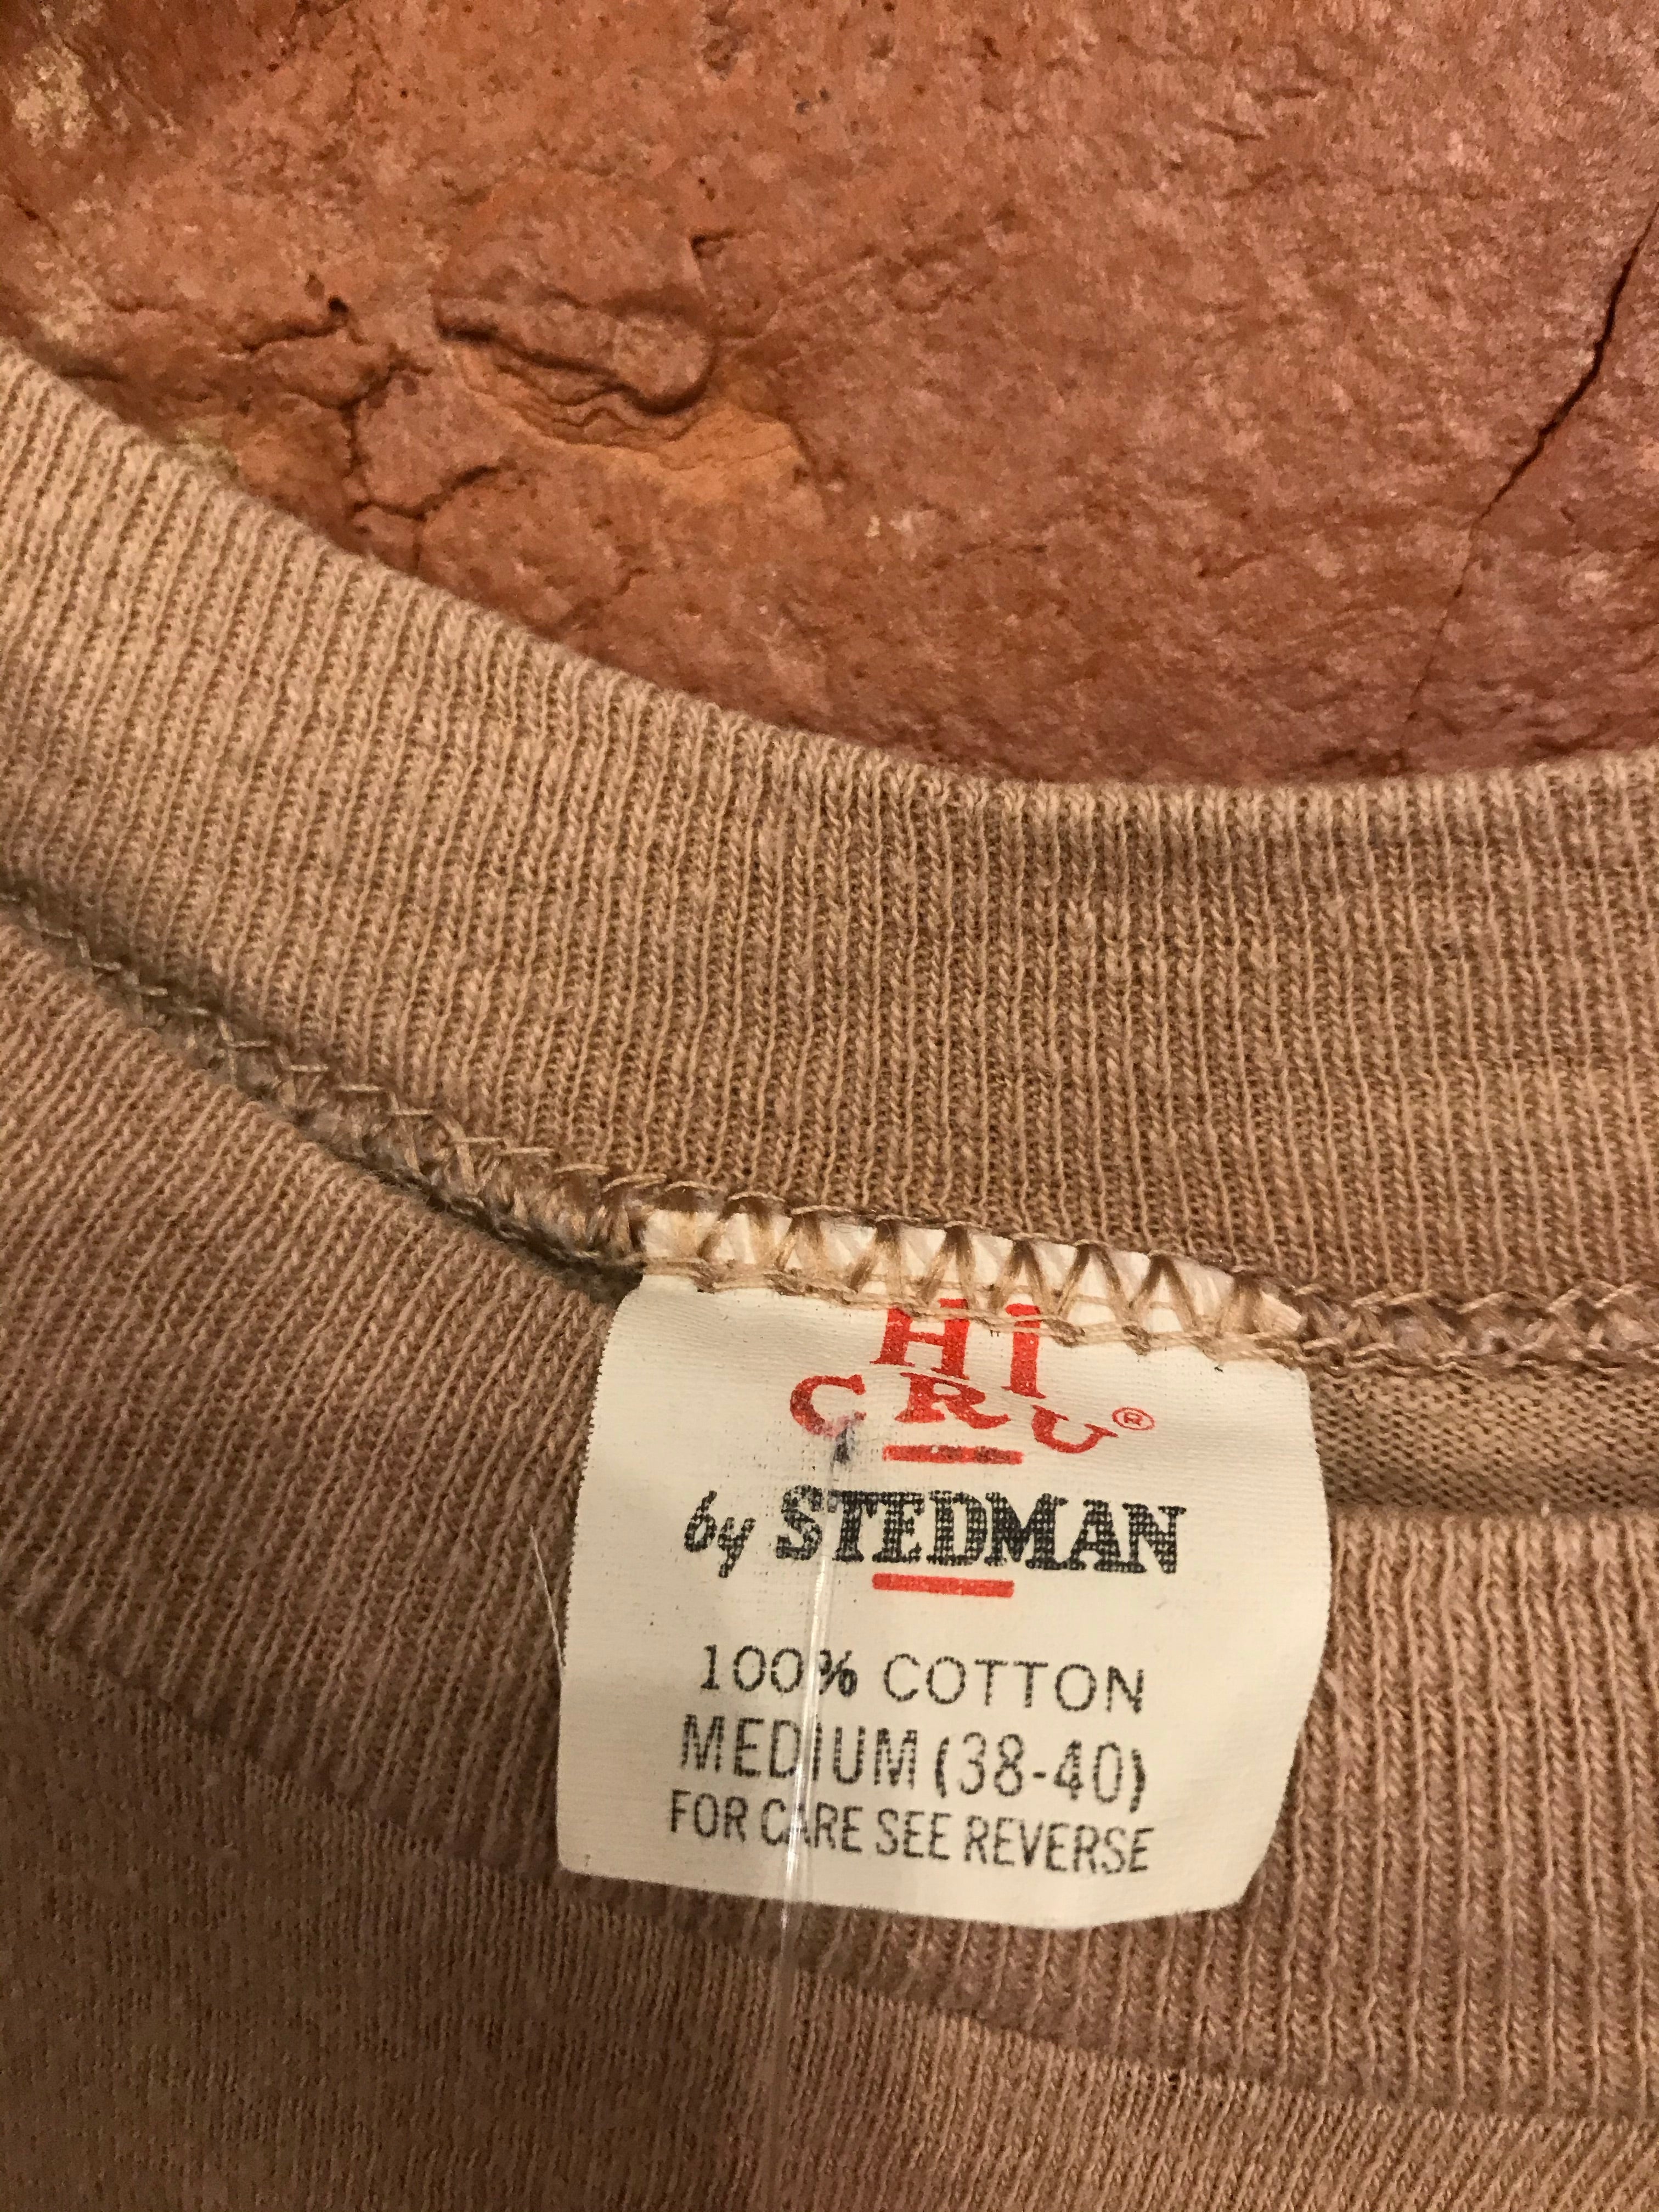 HI
CRU®
by STEDMAN
100% COTTON
MEDIUM (38-40)
FOR CARE SEE REVERSE